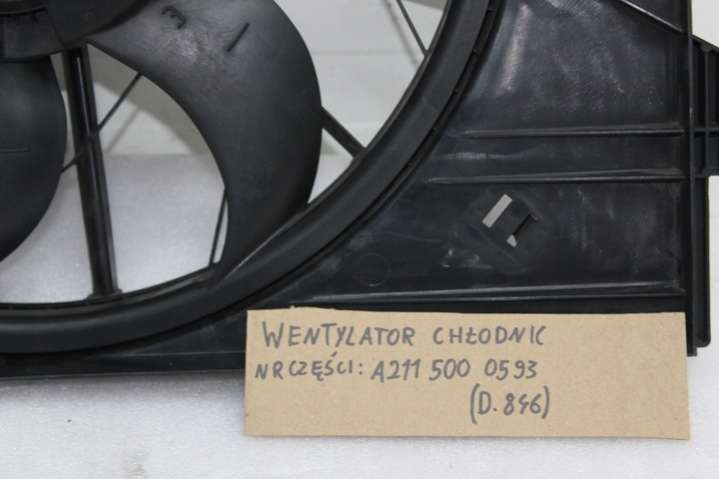 WENTYLATOR CHŁODNIC
NR CZĘŚCI: A211 500 0593
(D.846)